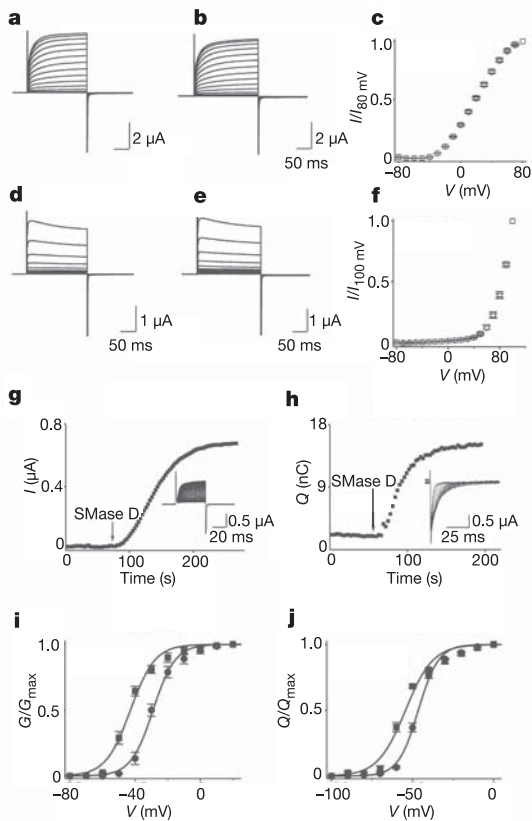 a
b
c
2 µA
2 µA
50 ms
I/I80 mV
1.0
0.5
0
−80
0
80
V (mV)
d
e
f
1 µA
50 ms
1 µA
50 ms
I/I100 mV
1.0
0.5
0
−80
0
80
V (mV)
g
I (µA)
0.8
0.4
0
SMase D
0.5 µA
20 ms
0
100
200
Time (s)
h
Q (nC)
18
9
0
SMase D
0.5 µA
25 ms
0
100
200
Time (s)
i
G/Gmax
1.0
0.5
0
−80
−40
0
V (mV)
j
Q/Qmax
1.0
0.5
0
−100
−50
0
V (mV)